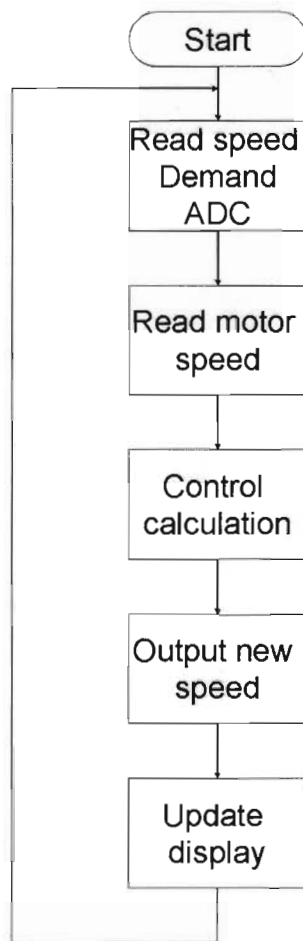 Start
Read speed
Demand
ADC
Read motor
speed
Control
calculation
Output new
speed
Update
display